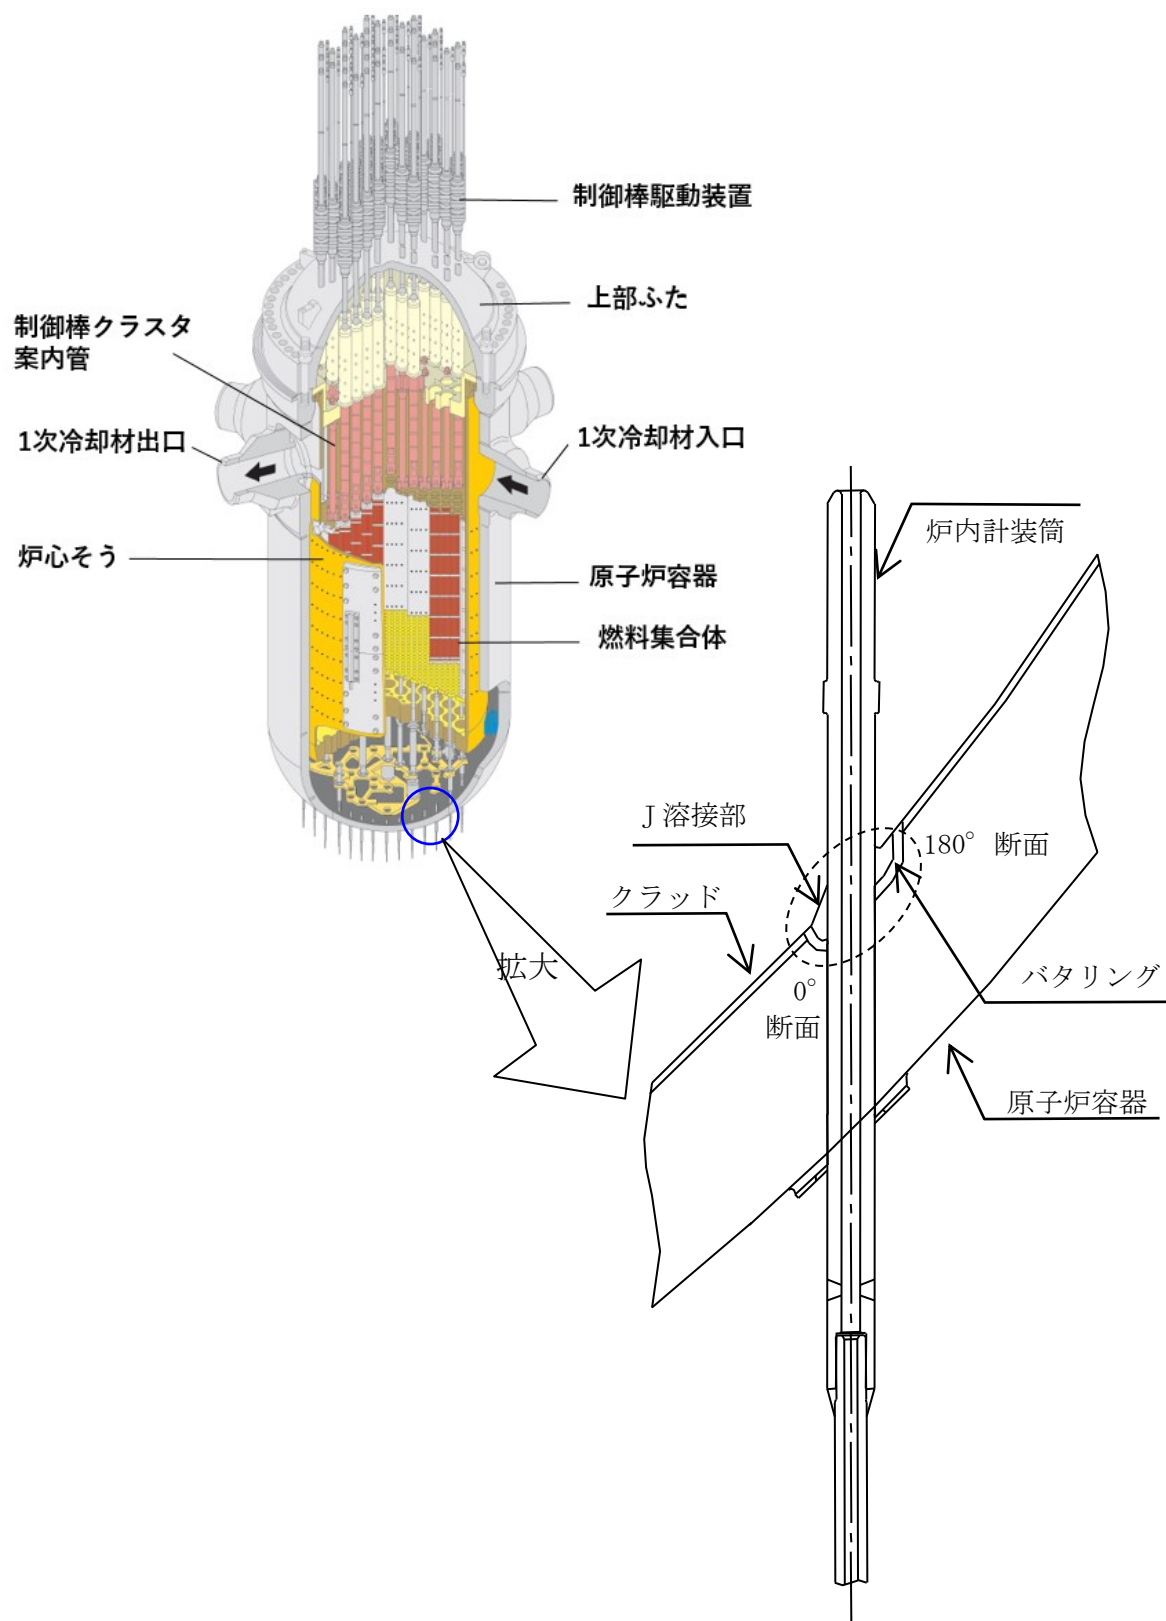 制御棒駆動装置
上部ふた
制御棒クラスタ
案内管
1次冷却材出口
1次冷却材入口
炉心そう
原子炉容器
燃料集合体
炉内計装筒
J溶接部
180° 断面
クラッド
拡大
0°
断面
バタリング
原子炉容器